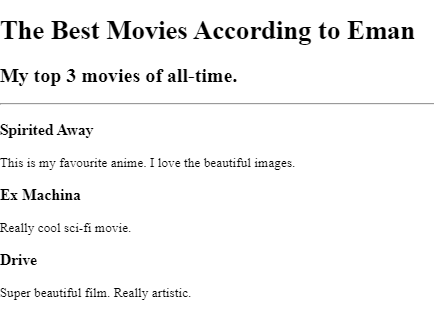 The Best Movies According to Eman
My top 3 movies of all-time.
Spirited Away
This is my favourite anime. I love the beautiful images.
Ex Machina
Really cool sci-fi movie.
Drive
Super beautiful film. Really artistic.